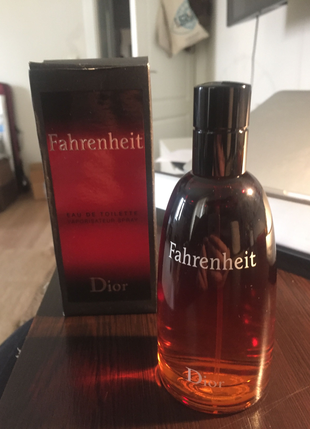 Fahrenheit
EAU DE TOILETTE
Dior
Fahrenheit
Dior